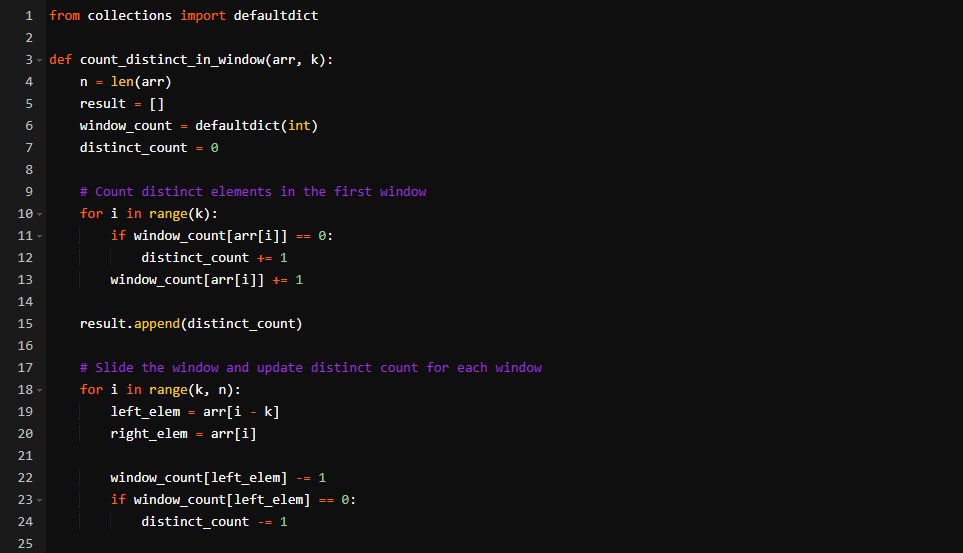 1 from collections import defaultdict
2
3 def count_distinct_in_window(arr, k):
4     n = len(arr)
5     result = []
6     window_count = defaultdict(int)
7     distinct_count = 0
8
9     # Count distinct elements in the first window
10     for i in range(k):
11         if window_count[arr[i]] == 0:
12             distinct_count += 1
13         window_count[arr[i]] += 1
14
15     result.append(distinct_count)
16
17     # Slide the window and update distinct count for each window
18     for i in range(k, n):
19         left_elem = arr[i - k]
20         right_elem = arr[i]
21
22         window_count[left_elem] -= 1
23         if window_count[left_elem] == 0:
24             distinct_count -= 1
25